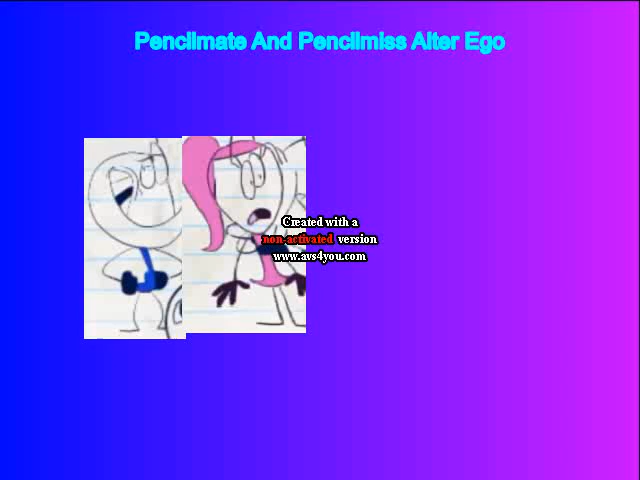 Pencilmate And Pencilmiss Alter Ego
Created with a
non-activated version
www.avs4you.com